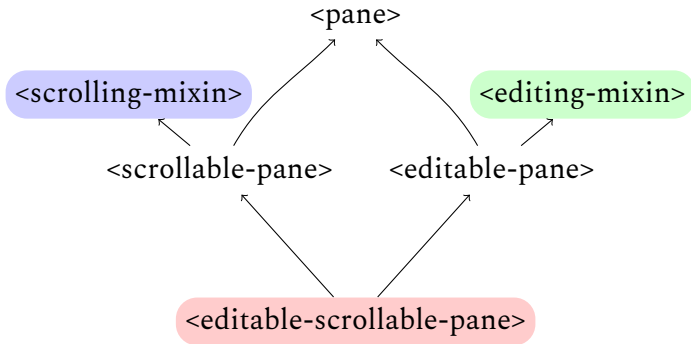 <pane>
<scrolling-mixin>
<editing-mixin>
<scrollable-pane>
<editable-pane>
<editable-scrollable-pane>